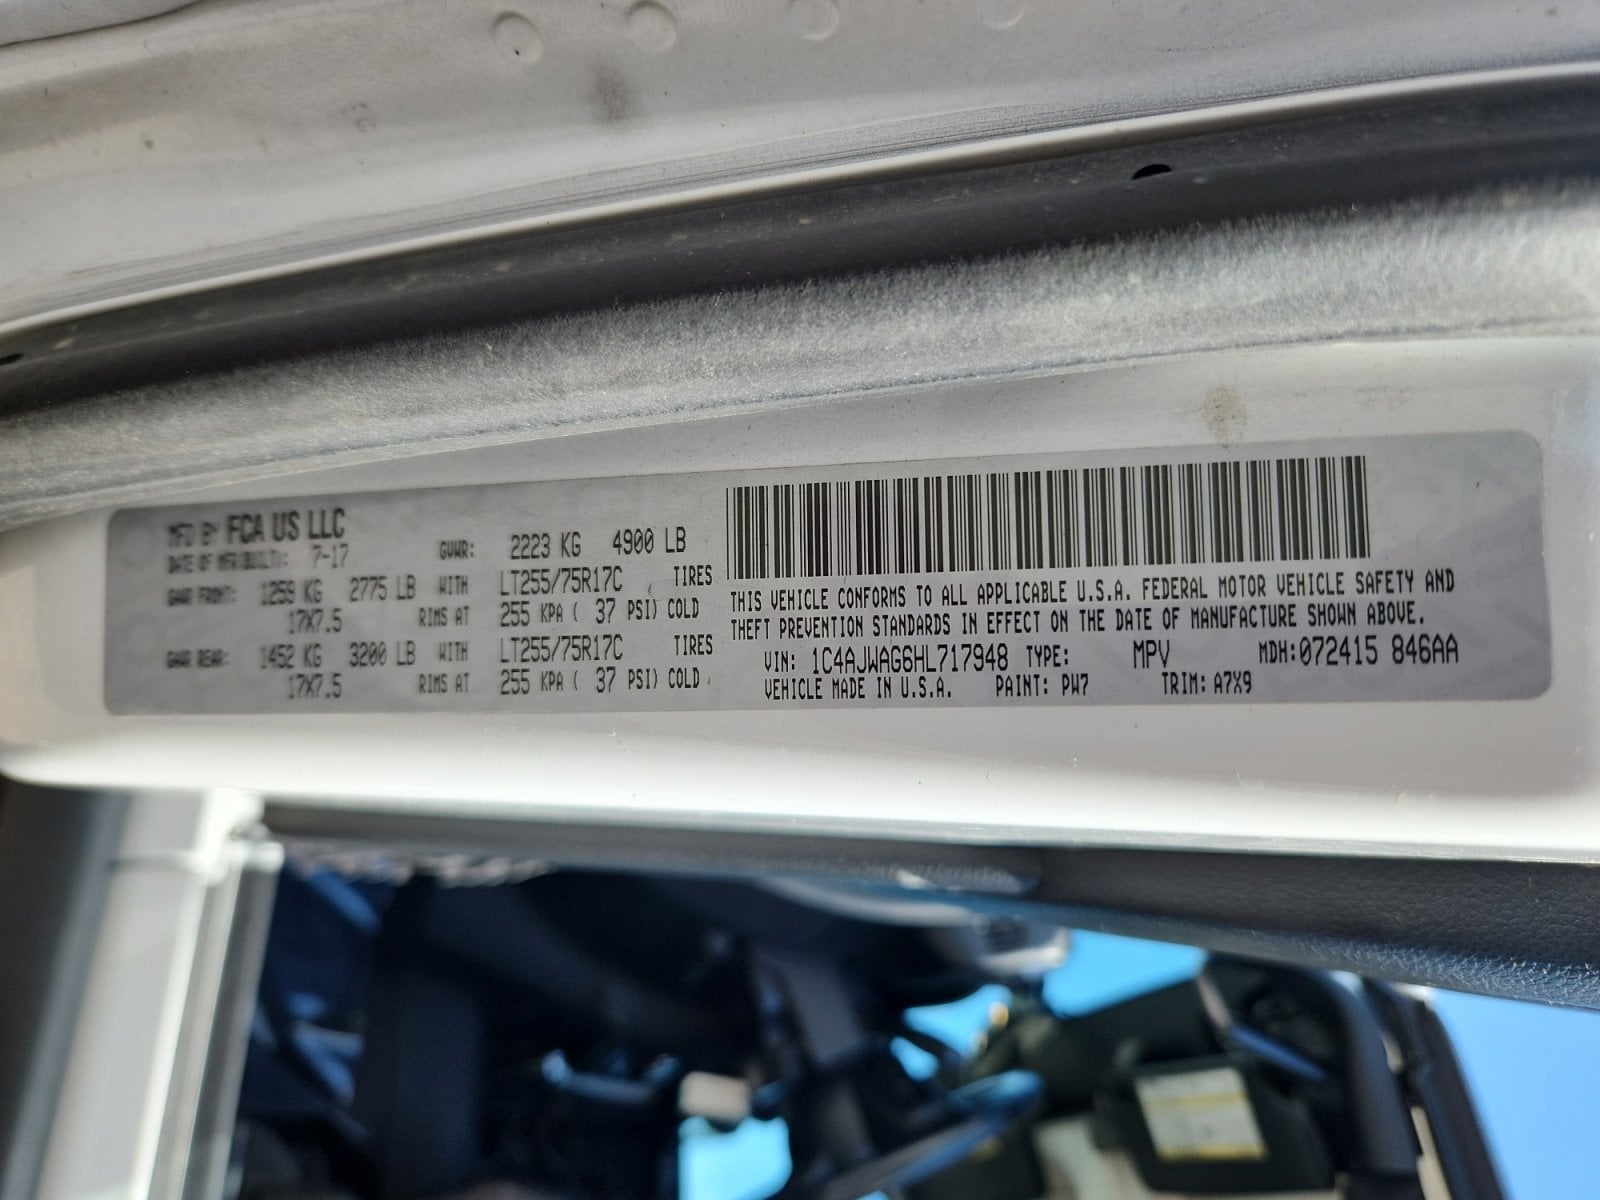 MFD BY FCA US LLC
DATE OF MFR(BUILT): 7-17 GVWR: 2223 KG 4900 LB
GAWR FRONT: 1259 KG 2775 LB WITH LT255/75R17C TIRES
17X7.5 RIMS AT 255 KPA ( 37 PSI) COLD
GAWR REAR: 1452 KG 3200 LB WITH LT255/75R17C TIRES
17X7.5 RIMS AT 255 KPA ( 37 PSI) COLD
THIS VEHICLE CONFORMS TO ALL APPLICABLE U.S.A. FEDERAL MOTOR VEHICLE SAFETY AND
THEFT PREVENTION STANDARDS IN EFFECT ON THE DATE OF MANUFACTURE SHOWN ABOVE.
VIN: 1C4AJWAG6HL717948 TYPE: MPV MDH:072415 846AA
VEHICLE MADE IN U.S.A. PAINT: PW7 TRIM: A7X9